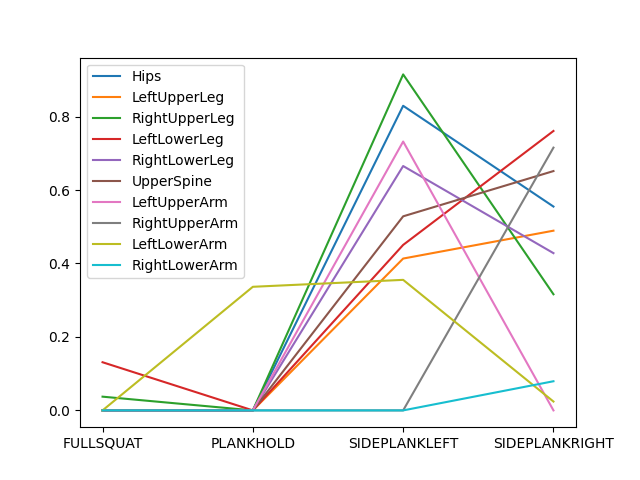 Hips
LeftUpperLeg
RightUpperLeg
LeftLowerLeg
RightLowerLeg
UpperSpine
LeftUpperArm
RightUpperArm
LeftLowerArm
RightLowerArm
0.8
0.6
0.4
0.2
0.0
FULLSQUAT PLANKHOLD SIDEPLANKLEFT SIDEPLANKRIGHT